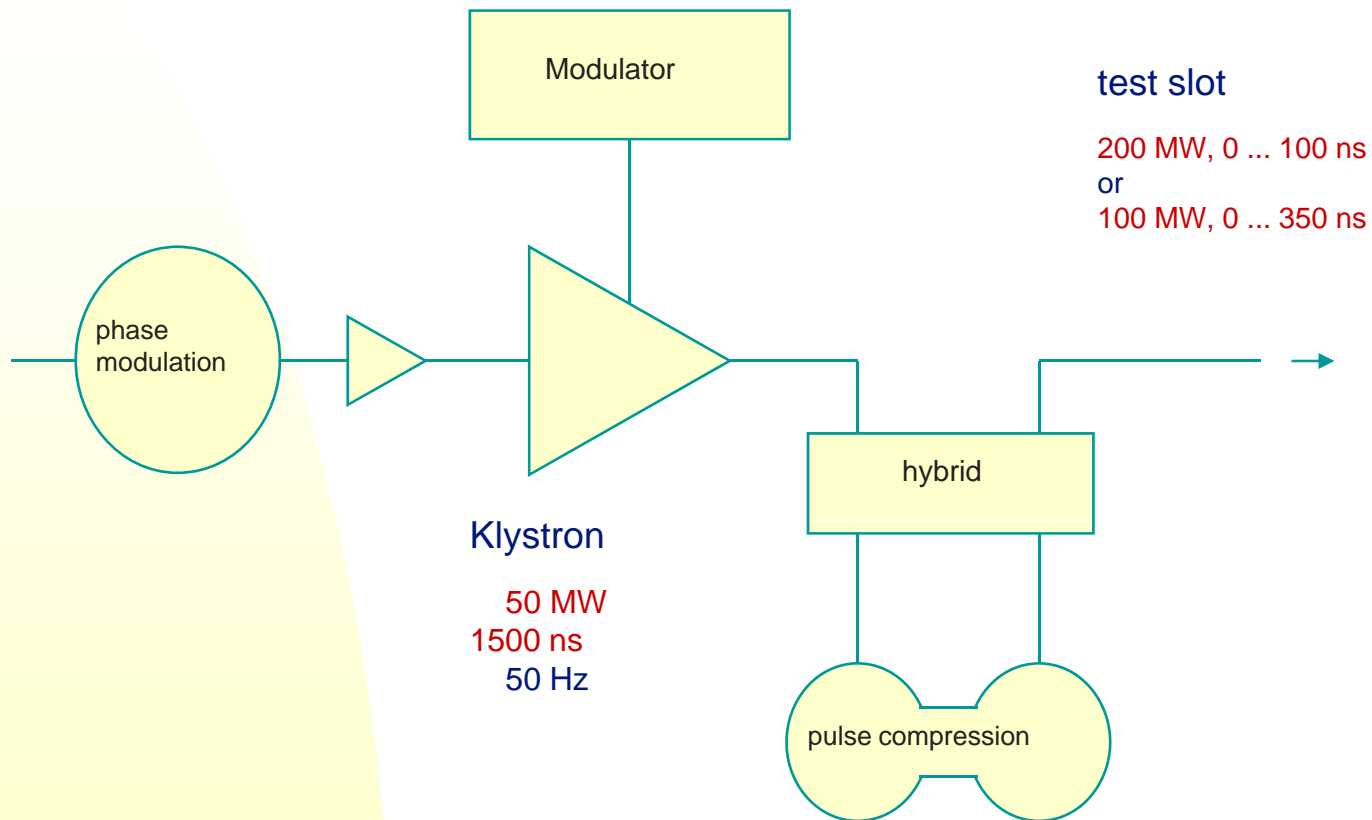 Modulator
test slot
200 MW, 0 ... 100 ns
or
100 MW, 0 ... 350 ns
phase
modulation
hybrid
Klystron
50 MW
1500 ns
50 Hz
pulse compression